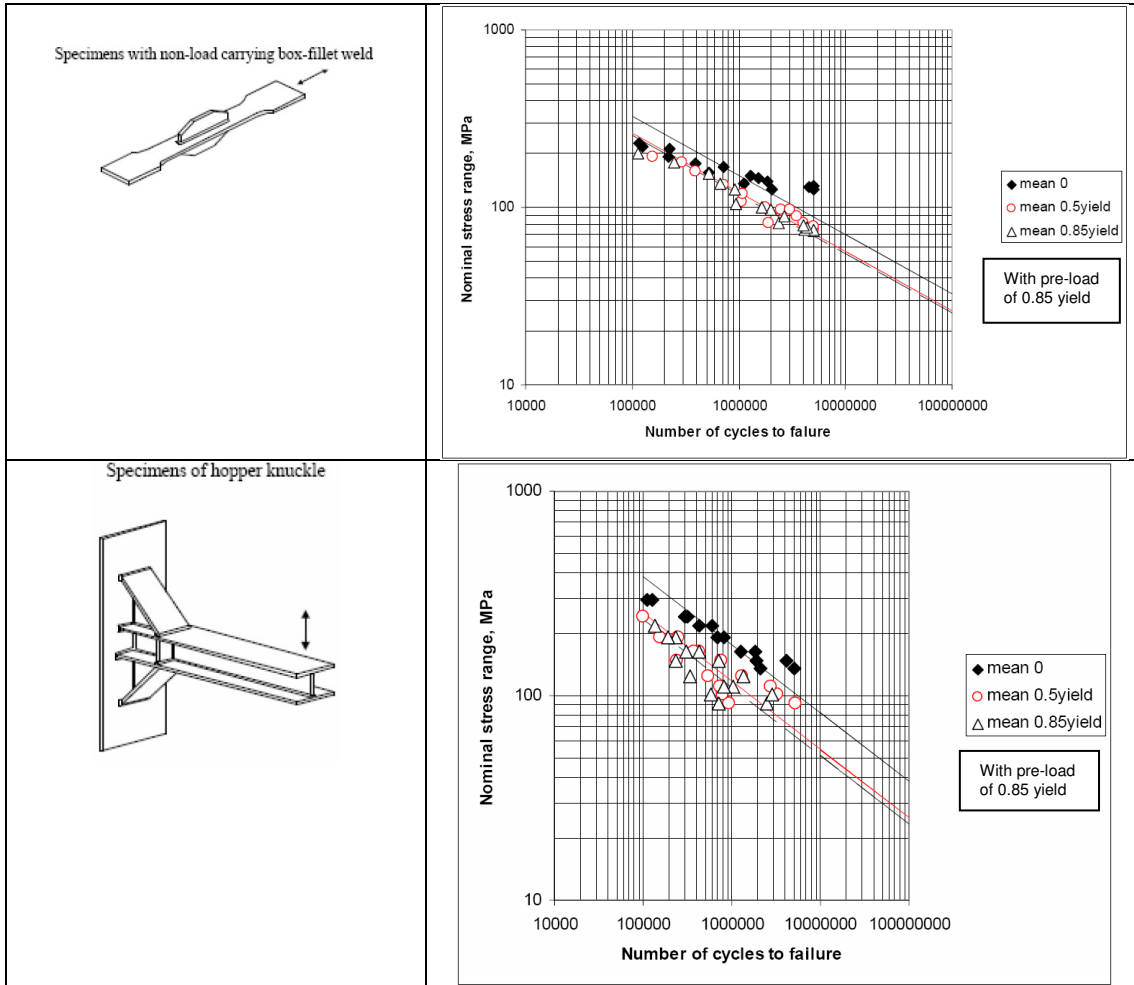 Specimens with non-load carrying box-fillet weld
1000
100
10
Nominal stress range, MPa
10000 100000 1000000 10000000 100000000
Number of cycles to falure
mean 0
mean 0.5yield
mean 0.85yield
With pre-load
of 0.85 yield
Specimens of hopper knuckle
1000
100
10
Nominal stress range, MPa
10000 100000 1000000 10000000 100000000
Number of cycles to failure
mean 0
mean 0.5yield
mean 0.85yield
With pre-load
of 0.85 yield